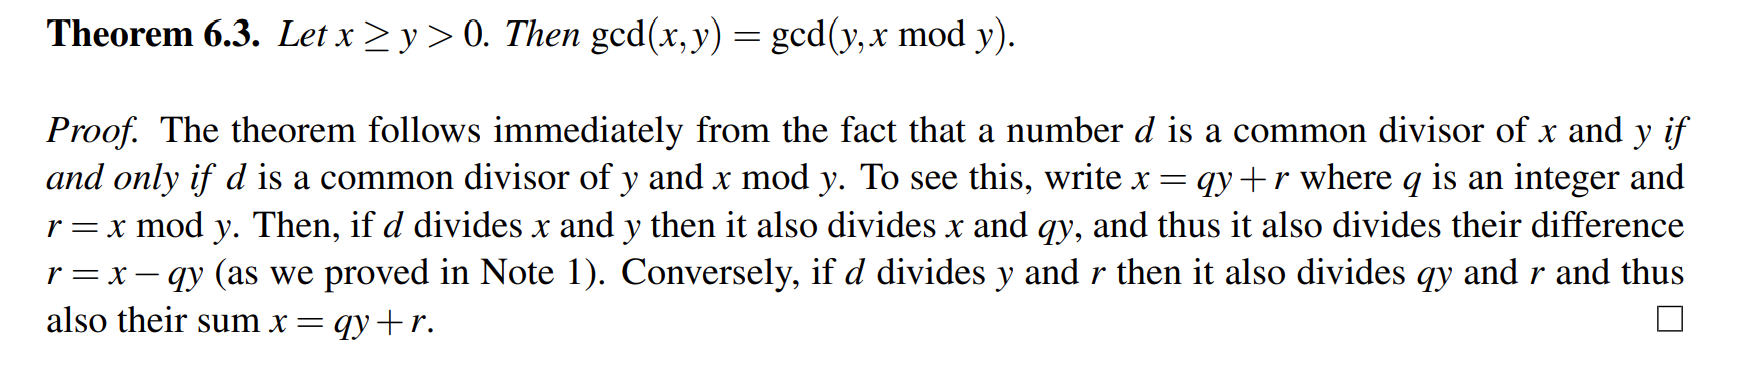 Theorem 6.3. Let x ≥ y > 0. Then gcd(x,y) = gcd(y,x mod y).
Proof. The theorem follows immediately from the fact that a number d is a common divisor of x and y if
and only if d is a common divisor of y and x mod y. To see this, write x = qy + r where q is an integer and
r = x mod y. Then, if d divides x and y then it also divides x and qy, and thus it also divides their difference
r = x − qy (as we proved in Note 1). Conversely, if d divides y and r then it also divides qy and r and thus
also their sum x = qy + r. □